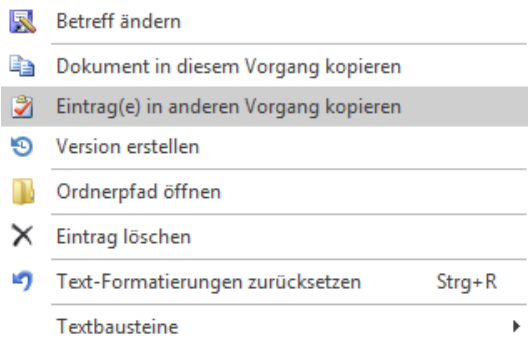 Betreff ändern
Dokument in diesem Vorgang kopieren
Eintrag(e) in anderen Vorgang kopieren
Version erstellen
Ordnerpfad öffnen
Eintrag löschen
Text-Formatierungen zurücksetzen Strg+R
Textbausteine